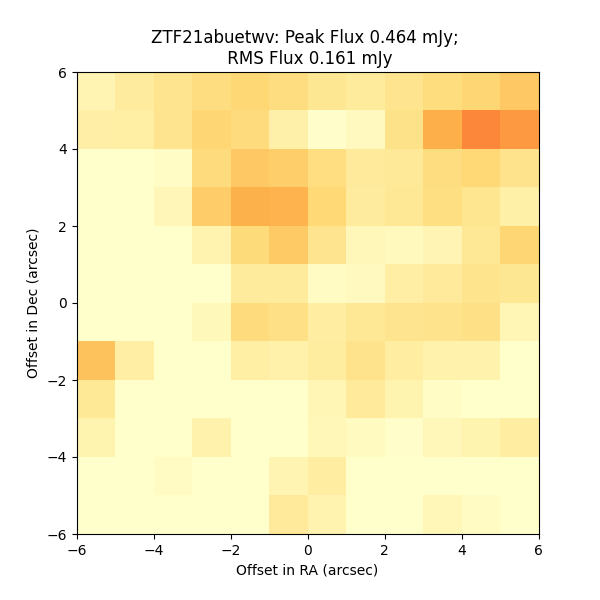 ZTF21abuetwv: Peak Flux 0.464 mJy;
RMS Flux 0.161 mJy
6
4
2
0
−2
−4
−6
Offset in Dec (arcsec)
−6 −4 −2 0 2 4 6
Offset in RA (arcsec)